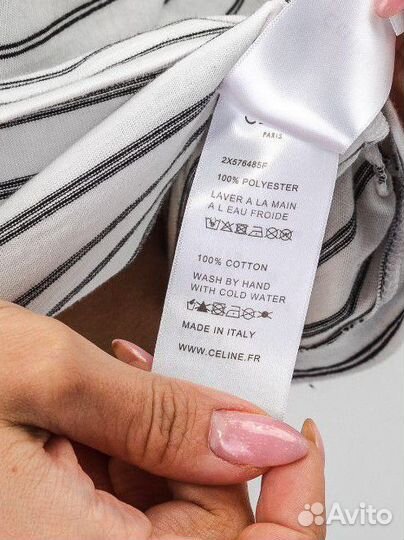 PARIS
2X576485F
100% POLYESTER
LAVER A LA MAIN
A L EAU FROIDE
100% COTTON
WASH BY HAND
WITH COLD WATER
MADE IN ITALY
WWW.CELINE.FR
Avito